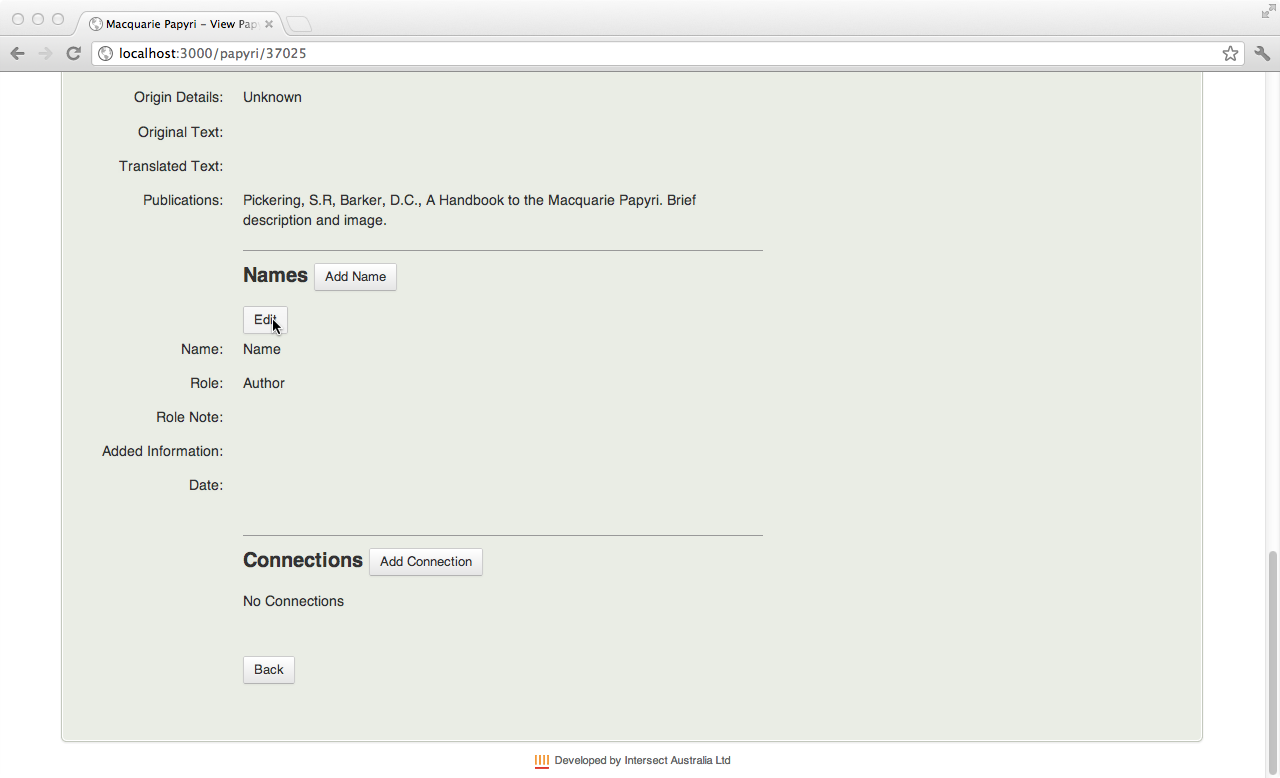 Macquarie Papyri – View Pap
localhost:3000/papyri/37025
Origin Details: Unknown
Original Text:
Translated Text:
Publications: Pickering, S.R, Barker, D.C., A Handbook to the Macquarie Papyri. Brief
description and image.
Names Add Name
Edit
Name: Name
Role: Author
Role Note:
Added Information:
Date:
Connections Add Connection
No Connections
Back
Developed by Intersect Australia Ltd